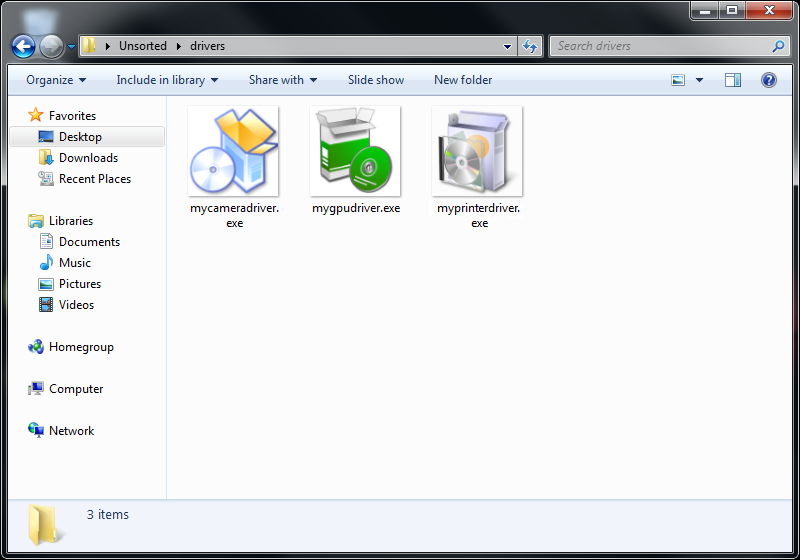 Unsorted drivers
Search drivers
Organize Include in library Share with Slide show New folder
Favorites
Desktop
Downloads
Recent Places
Libraries
Documents
Music
Pictures
Videos
Homegroup
Computer
Network
mycameradriver.
exe
mygpudriver.exe
myprinterdriver.
exe
3 items